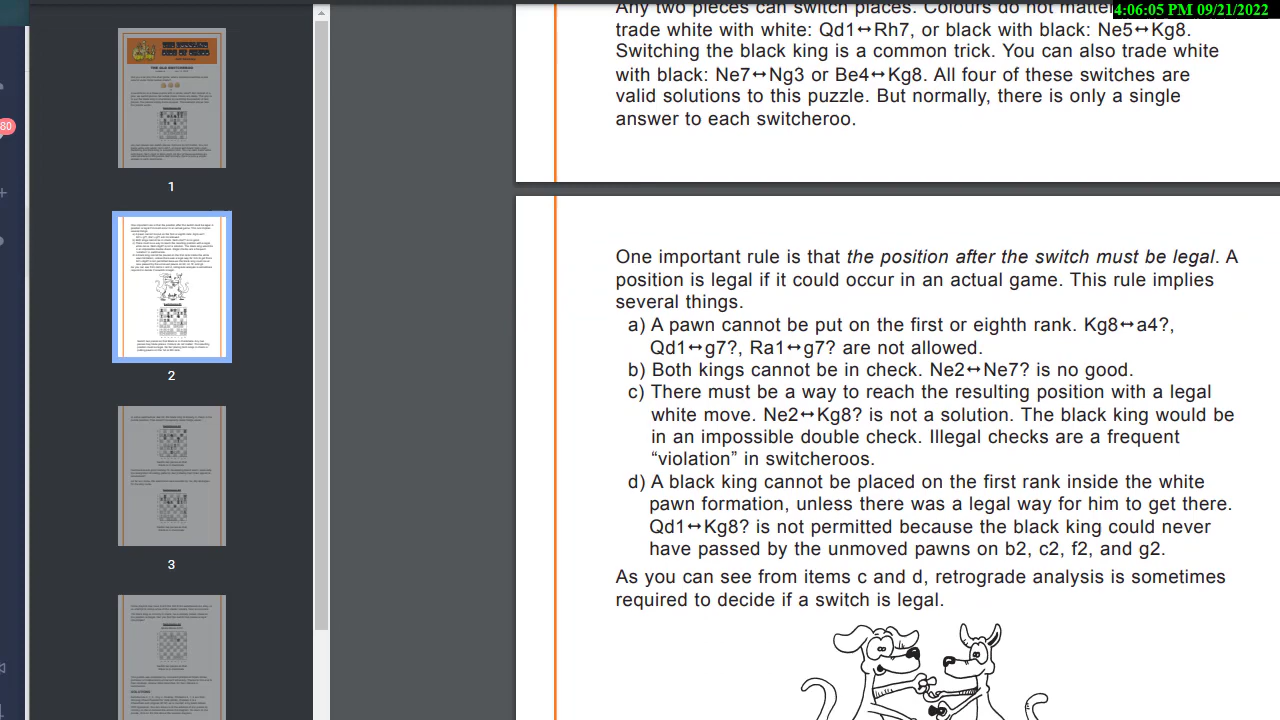 4:06:05 PM 09/21/2022
Any two pieces can switch places. Colours do not matte
trade white with white: Qd1↔Rh7, or black with black: Ne5↔Kg8.
Switching the black king is a common trick. You can also trade white
with black: Ne7↔Ng3 or Be4↔Kg8. All four of these switches are
valid solutions to this puzzle. But normally, there is only a single
answer to each switcheroo.
80
1
2
3
One important rule is that the position after the switch must be legal. A
position is legal if it could occur in an actual game. This rule implies
several things.
a) A pawn cannot be put on the first or eighth rank. Kg8↔a4?,
Qd1↔g7?, Ra1↔g7? are not allowed.
b) Both kings cannot be in check. Ne2↔Ne7? is no good.
c) There must be a way to reach the resulting position with a legal
white move. Ne2↔Kg8? is not a solution. The black king would be
in an impossible double check. Illegal checks are a frequent
“violation” in switcheroos.
d) A black king cannot be placed on the first rank inside the white
pawn formation, unless there was a legal way for him to get there.
Qd1↔Kg8? is not permitted because the black king could never
have passed by the unmoved pawns on b2, c2, f2, and g2.
As you can see from items c and d, retrograde analysis is sometimes
required to decide if a switch is legal.